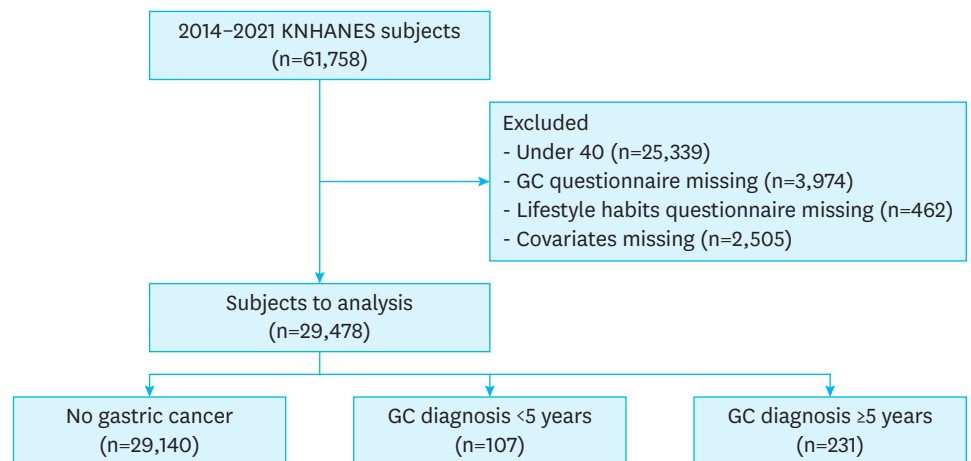 2014–2021 KNHANES subjects
(n=61,758)
Excluded
- Under 40 (n=25,339)
- GC questionnaire missing (n=3,974)
- Lifestyle habits questionnaire missing (n=462)
- Covariates missing (n=2,505)
Subjects to analysis
(n=29,478)
No gastric cancer
(n=29,140)
GC diagnosis <5 years
(n=107)
GC diagnosis ≥5 years
(n=231)